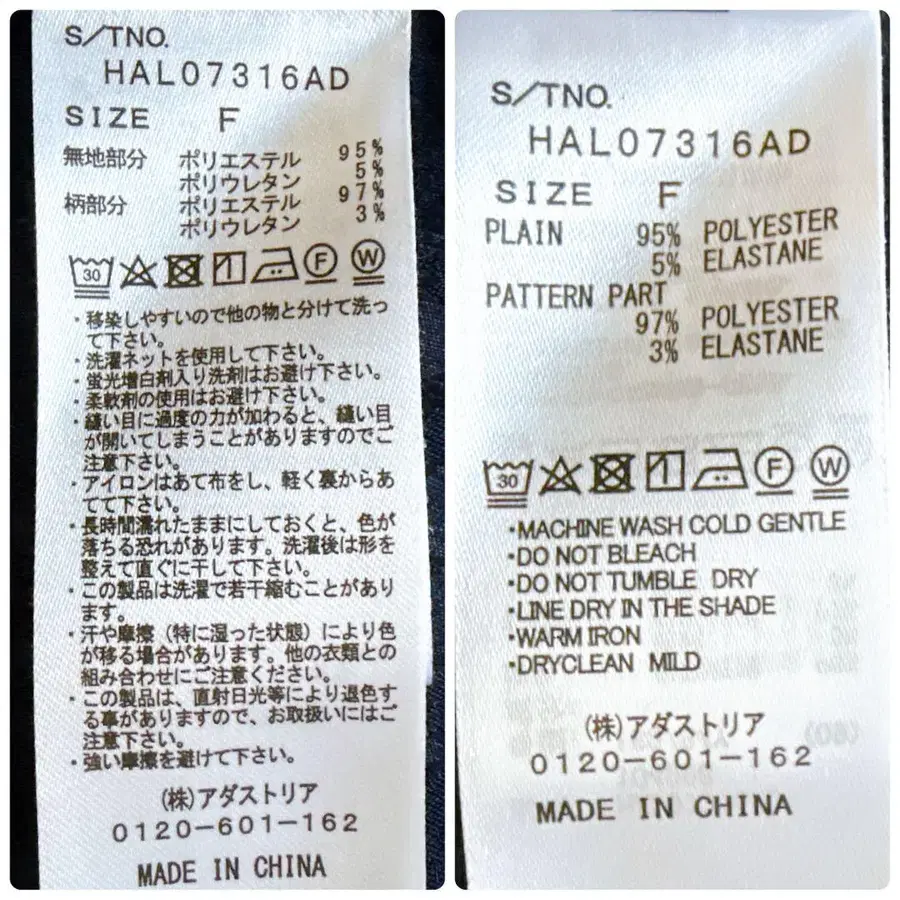 S/TNO.
HAL07316AD
SIZE F
無地部分 ポリエステル 95%
ポリウレタン 5%
柄部分 ポリエステル 97%
ポリウレタン 3%
30 F W
・移染しやすいので他の物と分けて洗っ
て下さい。
・洗濯ネットを使用して下さい。
・蛍光増白剤入り洗剤はお避け下さい。
・柔軟剤の使用はお避け下さい。
・縫い目に過度の力が加わると、縫い目
が開いてしまうことがありますのでご
注意下さい。
・アイロンはあて布をし、軽く裏からあ
てて下さい。
・長時間濡れたままにしておくと、色が
落ちる恐れがあります。洗濯後は形を
整えて直ぐに干して下さい。
・この製品は洗濯で若干縮むことがあり
ます。
・汗や摩擦（特に湿った状態）により色
が移る場合があります。他の衣類との
組み合わせにご注意ください。
・この製品は、直射日光等により退色す
る事がありますので、お取扱いにはご
注意下さい。
・強い摩擦を避けて下さい。
(株)アダストリア
0120-601-162
MADE IN CHINA
S/TNO.
HAL07316AD
SIZE F
PLAIN 95% POLYESTER
5% ELASTANE
PATTERN PART
97% POLYESTER
3% ELASTANE
30 F W
・MACHINE WASH COLD GENTLE
・DO NOT BLEACH
・DO NOT TUMBLE DRY
・LINE DRY IN THE SHADE
・WARM IRON
・DRYCLEAN MILD
(株)アダストリア
0120-601-162
MADE IN CHINA